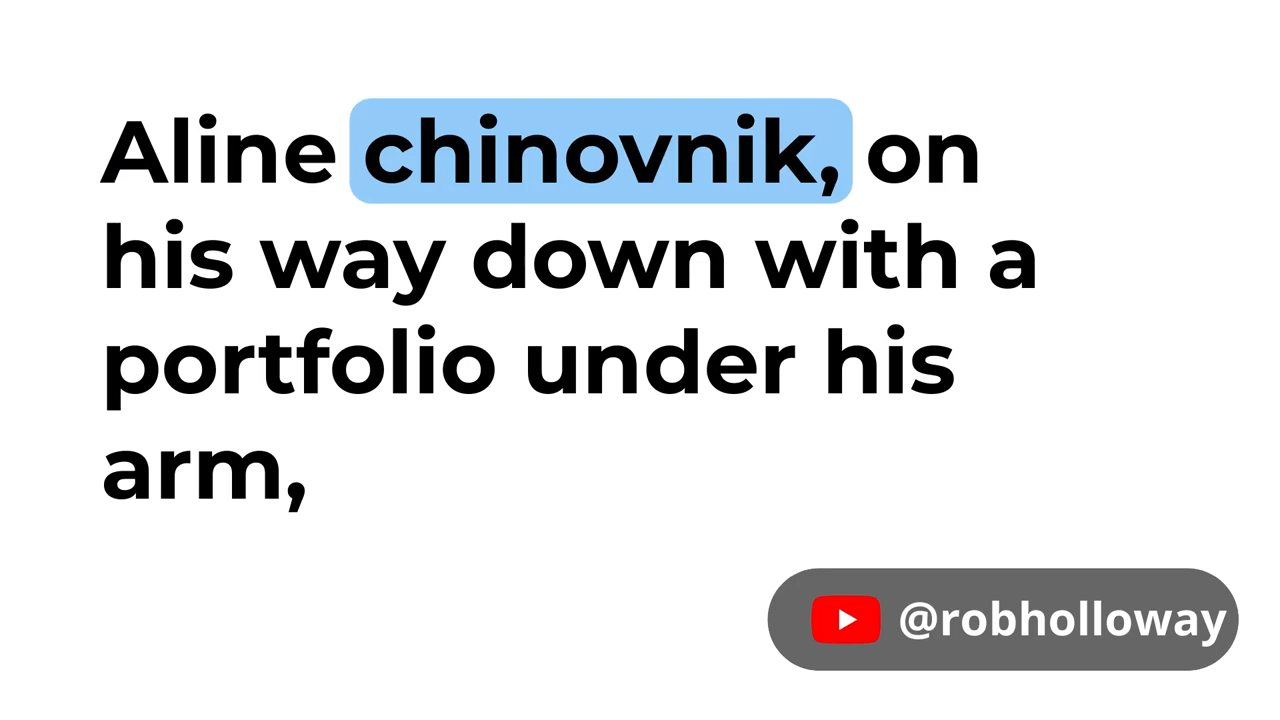 Aline chinovnik, on
his way down with a
portfolio under his
arm,
@robholloway